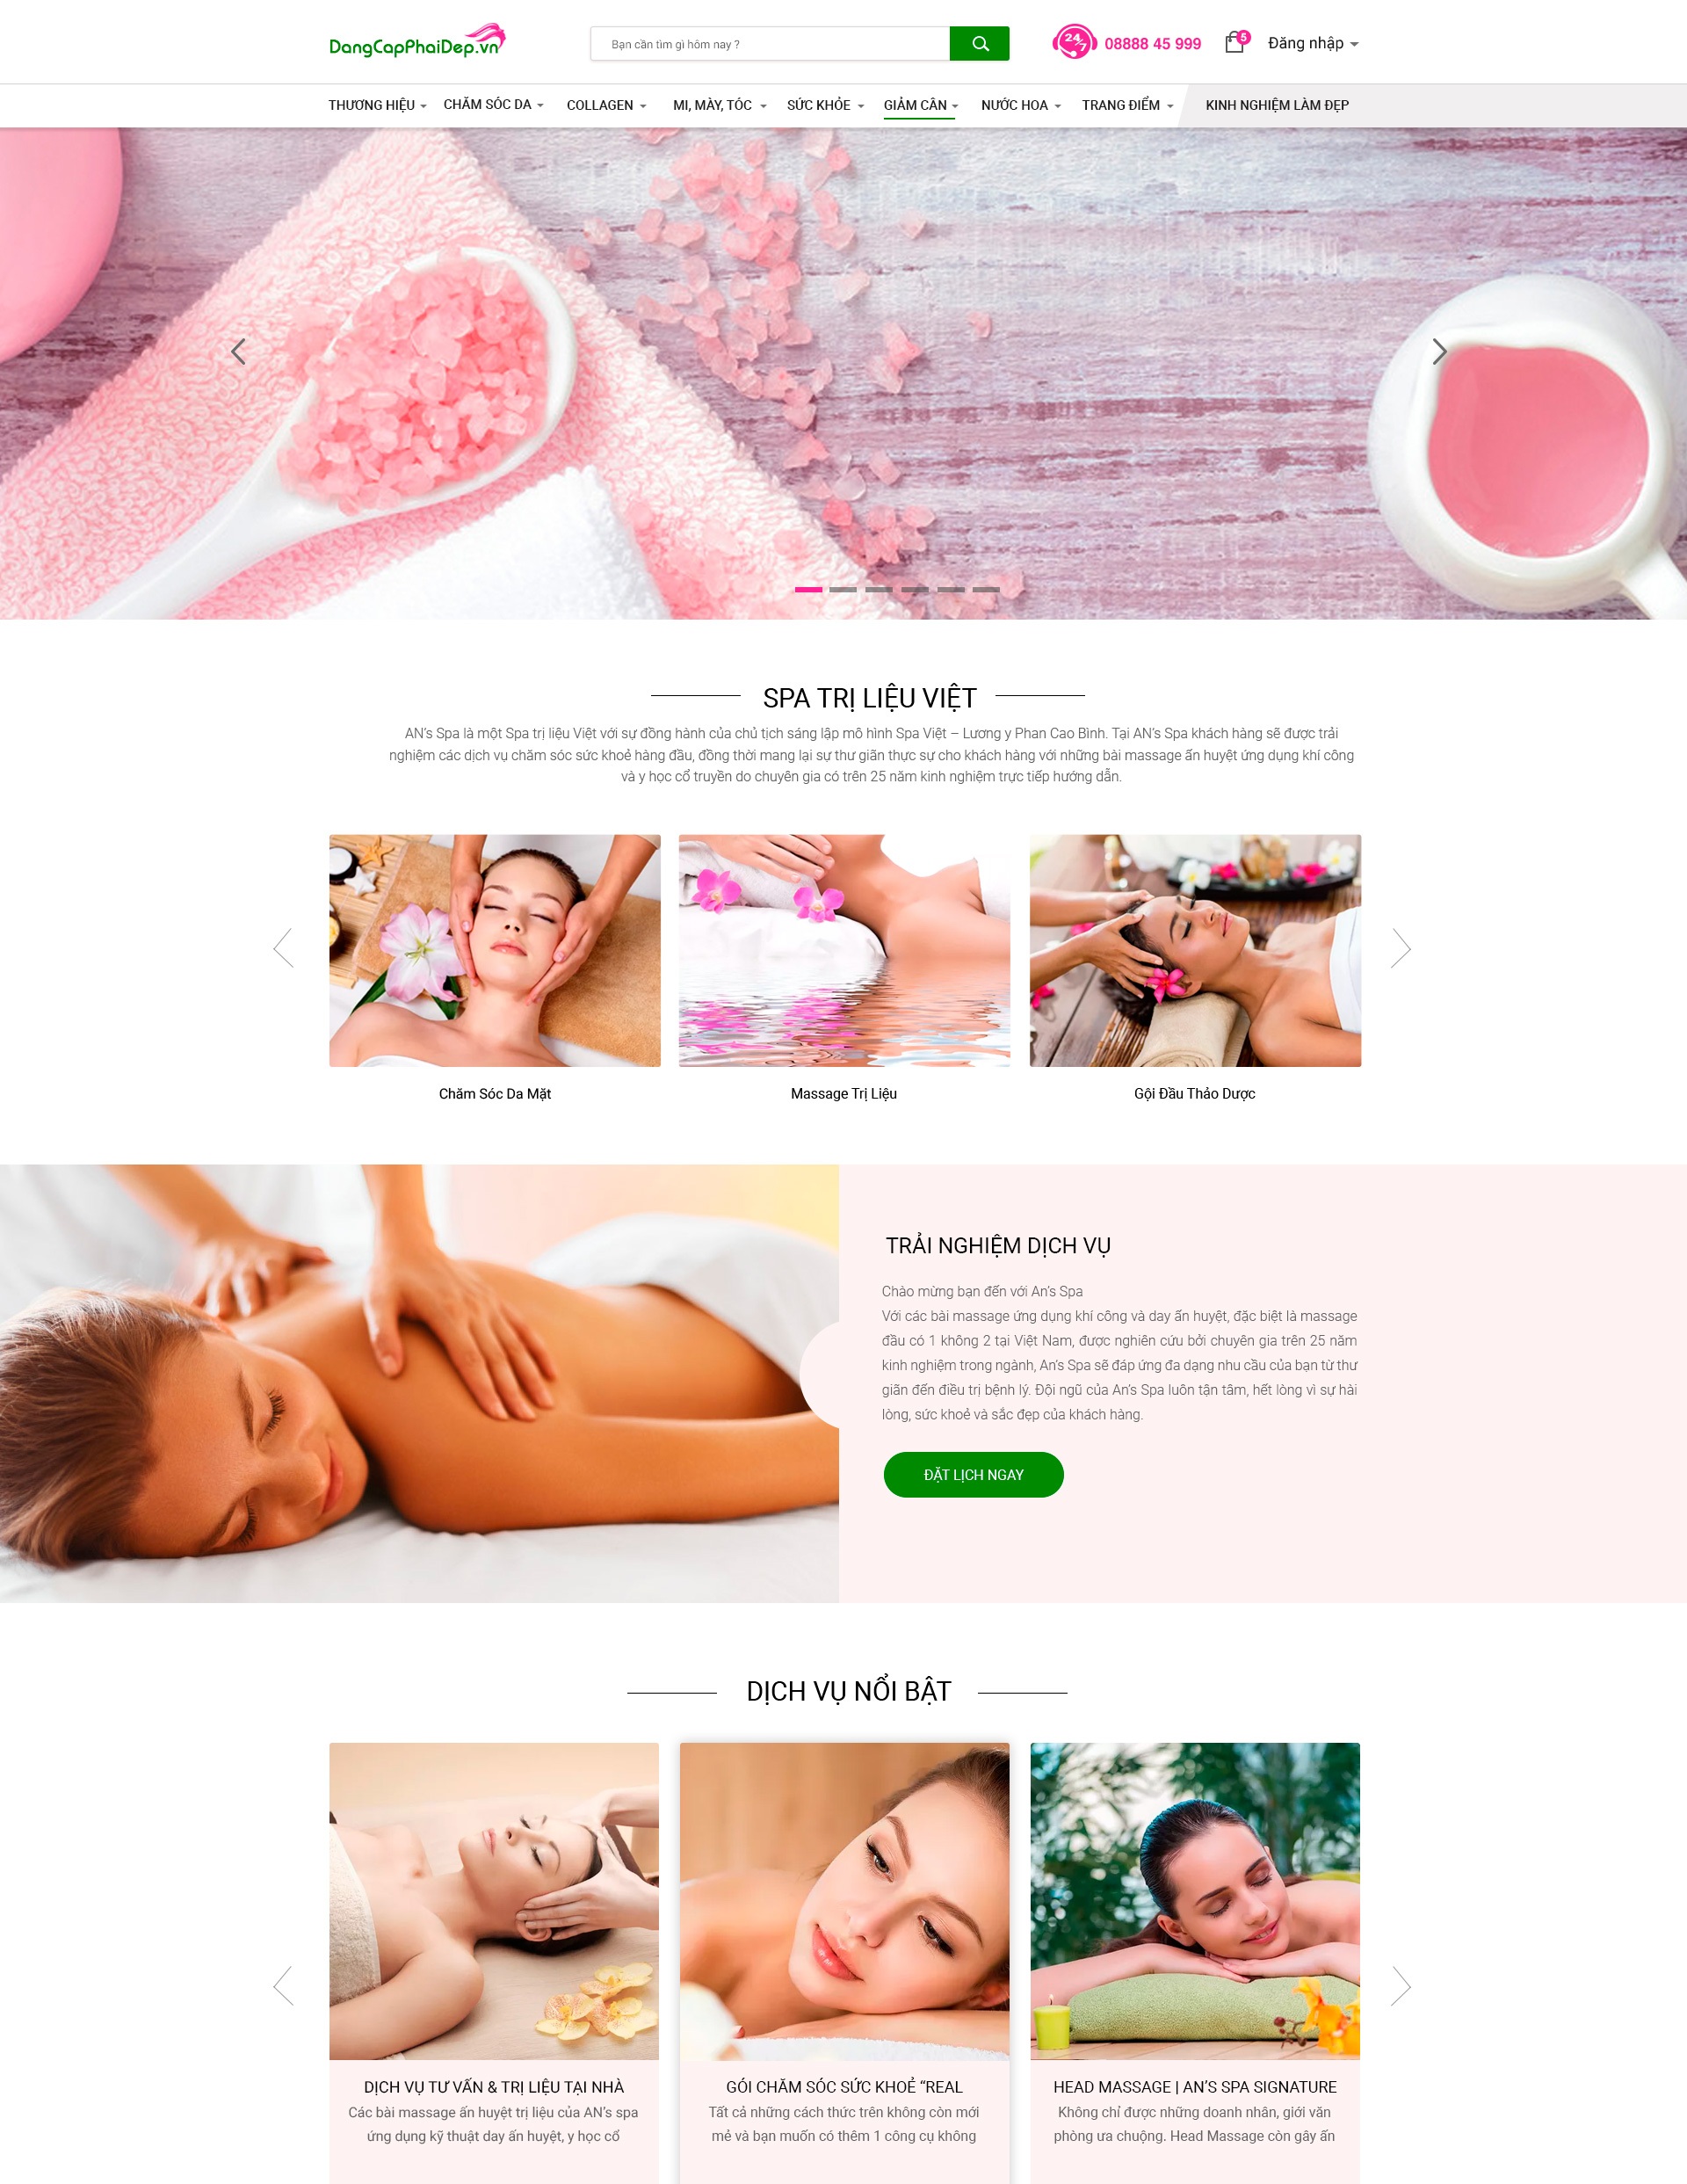 DangCapPhaiDep.vn
Bạn cần tìm gì hôm nay ?
24/7
08888 45 999
5
Đăng nhập
THƯƠNG HIỆU
CHĂM SÓC DA
COLLAGEN
MI, MÀY, TÓC
SỨC KHỎE
GIẢM CÂN
NƯỚC HOA
TRANG ĐIỂM
KINH NGHIỆM LÀM ĐẸP
SPA TRỊ LIỆU VIỆT
AN’s Spa là một Spa trị liệu Việt với sự đồng hành của chủ tịch sáng lập mô hình Spa Việt – Lương y Phan Cao Bình. Tại AN’s Spa khách hàng sẽ được trải
nghiệm các dịch vụ chăm sóc sức khoẻ hàng đầu, đồng thời mang lại sự thư giãn thực sự cho khách hàng với những bài massage ấn huyệt ứng dụng khí công
và y học cổ truyền do chuyên gia có trên 25 năm kinh nghiệm trực tiếp hướng dẫn.
Chăm Sóc Da Mặt
Massage Trị Liệu
Gội Đầu Thảo Dược
TRẢI NGHIỆM DỊCH VỤ
Chào mừng bạn đến với An’s Spa
Với các bài massage ứng dụng khí công và day ấn huyệt, đặc biệt là massage
đầu có 1 không 2 tại Việt Nam, được nghiên cứu bởi chuyên gia trên 25 năm
kinh nghiệm trong ngành, An’s Spa sẽ đáp ứng đa dạng nhu cầu của bạn từ thư
giãn đến điều trị bệnh lý. Đội ngũ của An’s Spa luôn tận tâm, hết lòng vì sự hài
lòng, sức khoẻ và sắc đẹp của khách hàng.
ĐẶT LỊCH NGAY
DỊCH VỤ NỔI BẬT
DỊCH VỤ TƯ VẤN & TRỊ LIỆU TẠI NHÀ
Các bài massage ấn huyệt trị liệu của AN’s spa
ứng dụng kỹ thuật day ấn huyệt, y học cổ
GÓI CHĂM SÓC SỨC KHOẺ “REAL
Tất cả những cách thức trên không còn mới
mẻ và bạn muốn có thêm 1 công cụ không
HEAD MASSAGE | AN’S SPA SIGNATURE
Không chỉ được những doanh nhân, giới văn
phòng ưa chuộng. Head Massage còn gây ấn